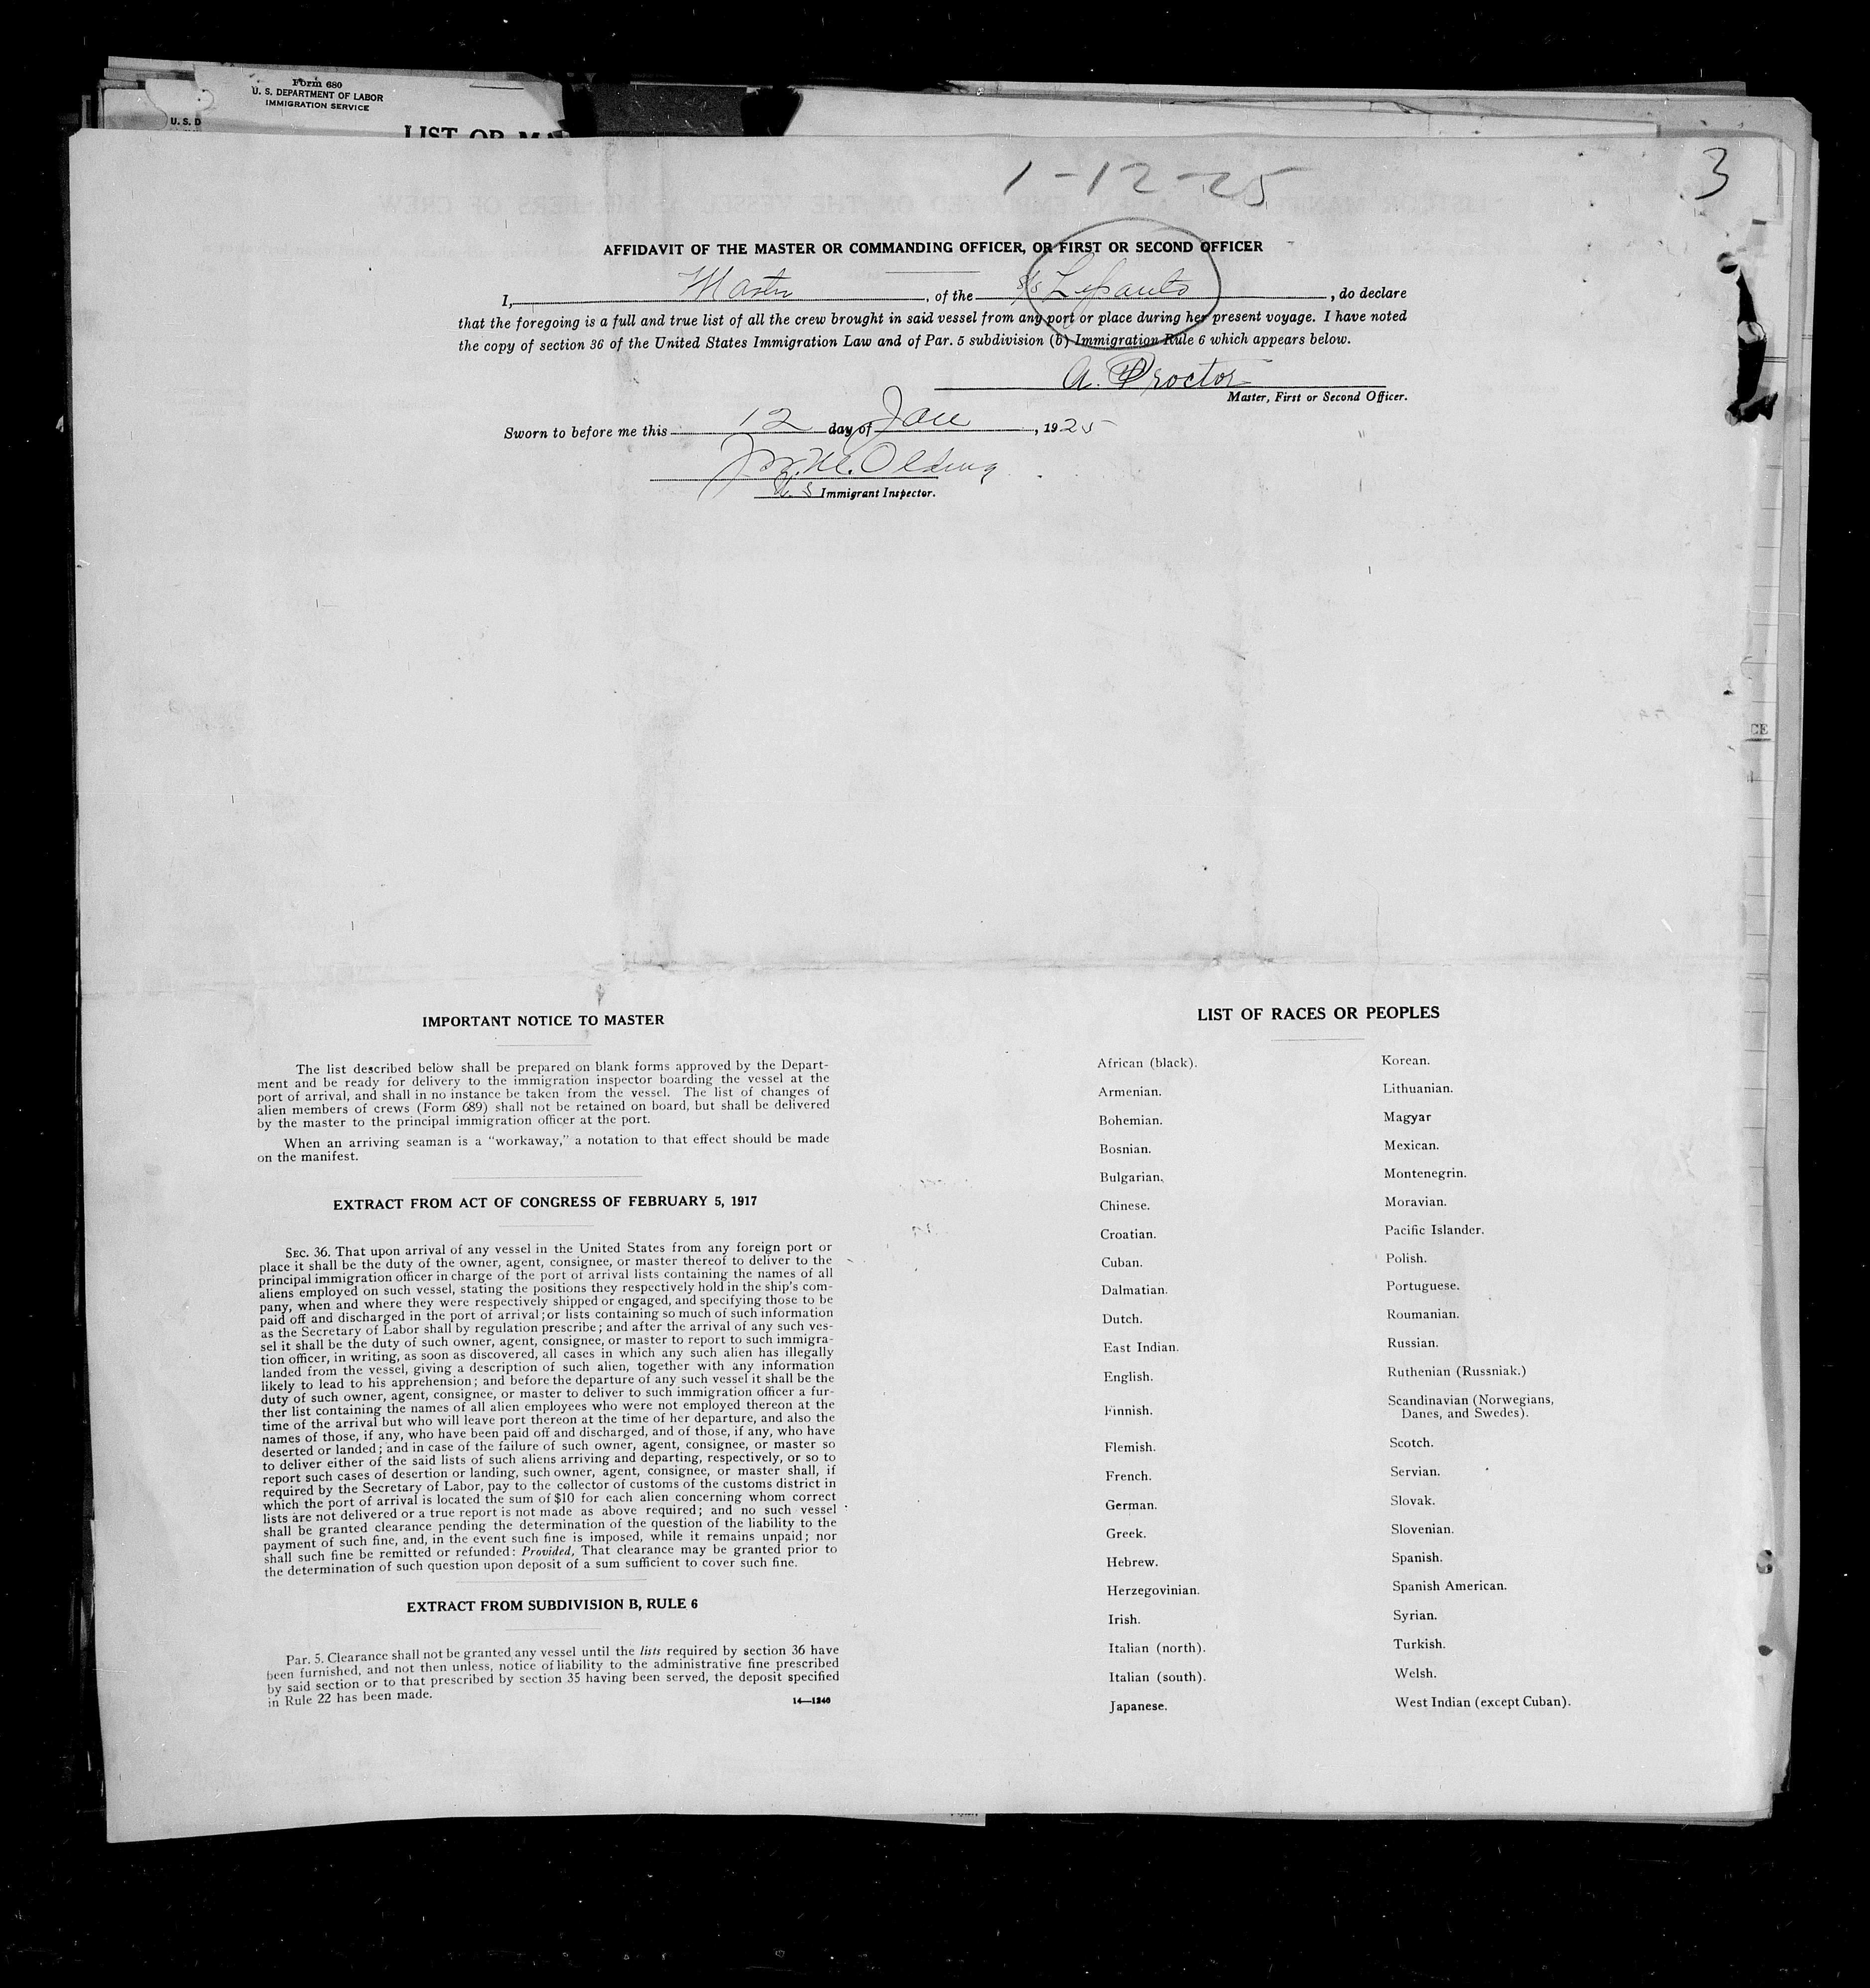 Form 680
U. S. DEPARTMENT OF LABOR
IMMIGRATION SERVICE
U. S. D
LIST OR MA
1-12-25
3
AFFIDAVIT OF THE MASTER OR COMMANDING OFFICER, OR FIRST OR SECOND OFFICER
I, Master, of the S/S Lepanto, do declare
that the foregoing is a full and true list of all the crew brought in said vessel from any port or place during her present voyage. I have noted
the copy of section 36 of the United States Immigration Law and of Par. 5 subdivision (b) Immigration Rule 6 which appears below.
A. Proctor
Master, First or Second Officer.
Sworn to before me this 12 day of Jan, 1925
U. S Immigrant Inspector.
CE
IMPORTANT NOTICE TO MASTER
The list described below shall be prepared on blank forms approved by the Depart-
ment and be ready for delivery to the immigration inspector boarding the vessel at the
port of arrival, and shall in no instance be taken from the vessel. The list of changes of
alien members of crews (Form 689) shall not be retained on board, but shall be delivered
by the master to the principal immigration officer at the port.
When an arriving seaman is a "workaway," a notation to that effect should be made
on the manifest.
EXTRACT FROM ACT OF CONGRESS OF FEBRUARY 5, 1917
SEC. 36. That upon arrival of any vessel in the United States from any foreign port or
place it shall be the duty of the owner, agent, consignee, or master thereof to deliver to the
principal immigration officer in charge of the port of arrival lists containing the names of all
aliens employed on such vessel, stating the positions they respectively hold in the ship's com-
pany, when and where they were respectively shipped or engaged, and specifying those to be
paid off and discharged in the port of arrival; or lists containing so much of such information
as the Secretary of Labor shall by regulation prescribe; and after the arrival of any such ves-
sel it shall be the duty of such owner, agent, consignee, or master to report to such immigra-
tion officer, in writing, as soon as discovered, all cases in which any such alien has illegally
landed from the vessel, giving a description of such alien, together with any information
likely to lead to his apprehension; and before the departure of any such vessel it shall be the
duty of such owner, agent, consignee, or master to deliver to such immigration officer a fur-
ther list containing the names of all alien employees who were not employed thereon at the
time of the arrival but who will leave port thereon at the time of her departure, and also the
names of those, if any, who have been paid off and discharged, and of those, if any, who have
deserted or landed; and in case of the failure of such owner, agent, consignee, or master so
to deliver either of the said lists of such aliens arriving and departing, respectively, or so to
report such cases of desertion or landing, such owner, agent, consignee, or master shall, if
required by the Secretary of Labor, pay to the collector of customs of the customs district in
which the port of arrival is located the sum of $10 for each alien concerning whom correct
lists are not delivered or a true report is not made as above required; and no such vessel
shall be granted clearance pending the determination of the question of the liability to the
payment of such fine, and, in the event such fine is imposed, while it remains unpaid; nor
shall such fine be remitted or refunded: Provided, That clearance may be granted prior to
the determination of such question upon deposit of a sum sufficient to cover such fine.
EXTRACT FROM SUBDIVISION B, RULE 6
Par. 5. Clearance shall not be granted any vessel until the lists required by section 36 have
been furnished, and not then unless, notice of liability to the administrative fine prescribed
by said section or to that prescribed by section 35 having been served, the deposit specified
in Rule 22 has been made.
14—1240
LIST OF RACES OR PEOPLES
African (black).
Armenian.
Bohemian.
Bosnian.
Bulgarian.
Chinese.
Croatian.
Cuban.
Dalmatian.
Dutch.
East Indian.
English.
Finnish.
Flemish.
French.
German.
Greek.
Hebrew.
Herzegovinian.
Irish.
Italian (north).
Italian (south).
Japanese.
Korean.
Lithuanian.
Magyar
Mexican.
Montenegrin.
Moravian.
Pacific Islander.
Polish.
Portuguese.
Roumanian.
Russian.
Ruthenian (Russniak.)
Scandinavian (Norwegians,
Danes, and Swedes).
Scotch.
Servian.
Slovak.
Slovenian.
Spanish.
Spanish American.
Syrian.
Turkish.
Welsh.
West Indian (except Cuban).